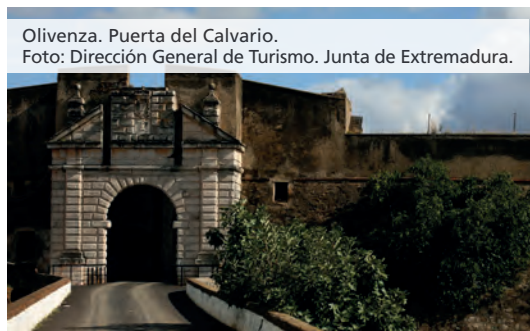 Olivenza. Puerta del Calvario.
Foto: Dirección General de Turismo. Junta de Extremadura.